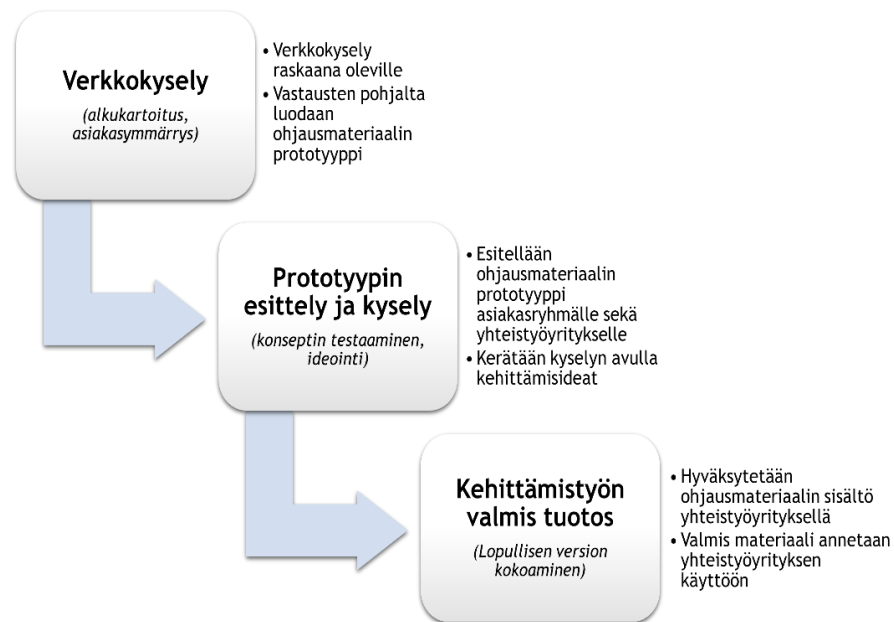 Verkkokysely
(alkukartoitus,
asiakasymmärrys)
• Verkkokysely
raskaana oleville
• Vastausten pohjalta
luodaan
ohjausmateriaalin
prototyyppi
Prototyypin
esittely ja kysely
(konseptin testaaminen,
ideointi)
• Esitellään
ohjausmateriaalin
prototyyppi
asiakasryhmälle sekä
yhteistyöyritykselle
• Kerätään kyselyn avulla
kehittämisideat
Kehittämistyön
valmis tuotos
(Lopullisen version
kokoaminen)
• Hyväksytetään
ohjausmateriaalin sisältö
yhteistyöyrityksellä
• Valmis materiaali annetaan
yhteistyöyrityksen
käyttöön